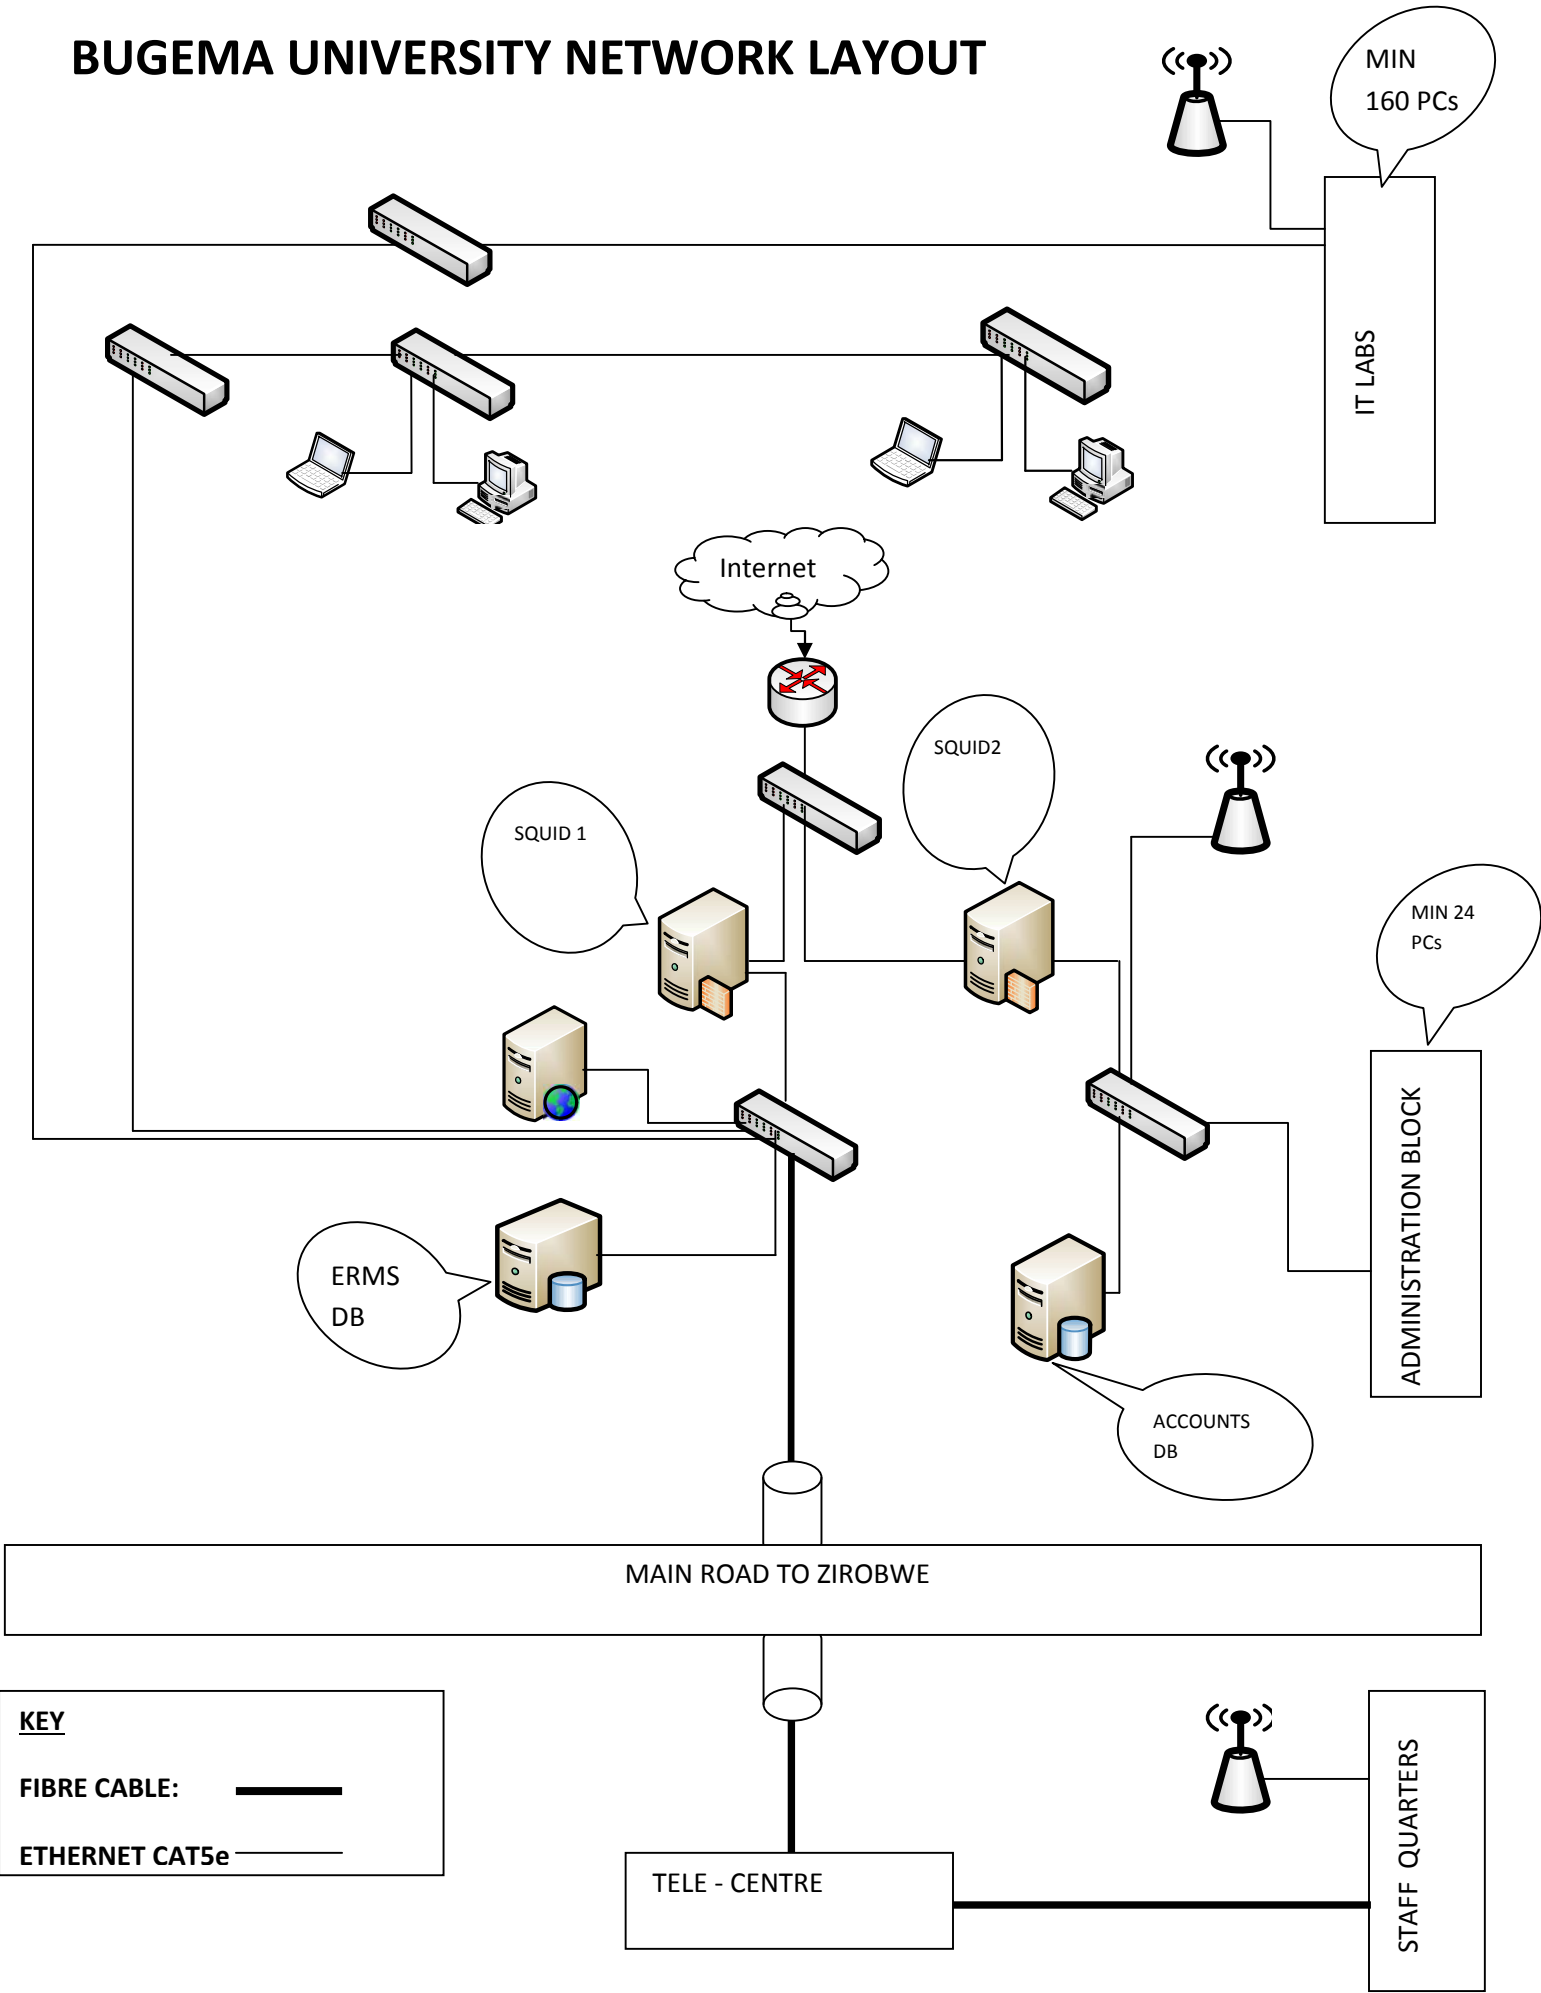 BUGEMA UNIVERSITY NETWORK LAYOUT
MIN
160 PCs
IT LABS
Internet
SQUID2
SQUID 1
MIN 24
PCs
ADMINISTRATION BLOCK
ERMS
DB
ACCOUNTS
DB
MAIN ROAD TO ZIROBWE
KEY
FIBRE CABLE:
ETHERNET CAT5e
TELE - CENTRE
STAFF QUARTERS